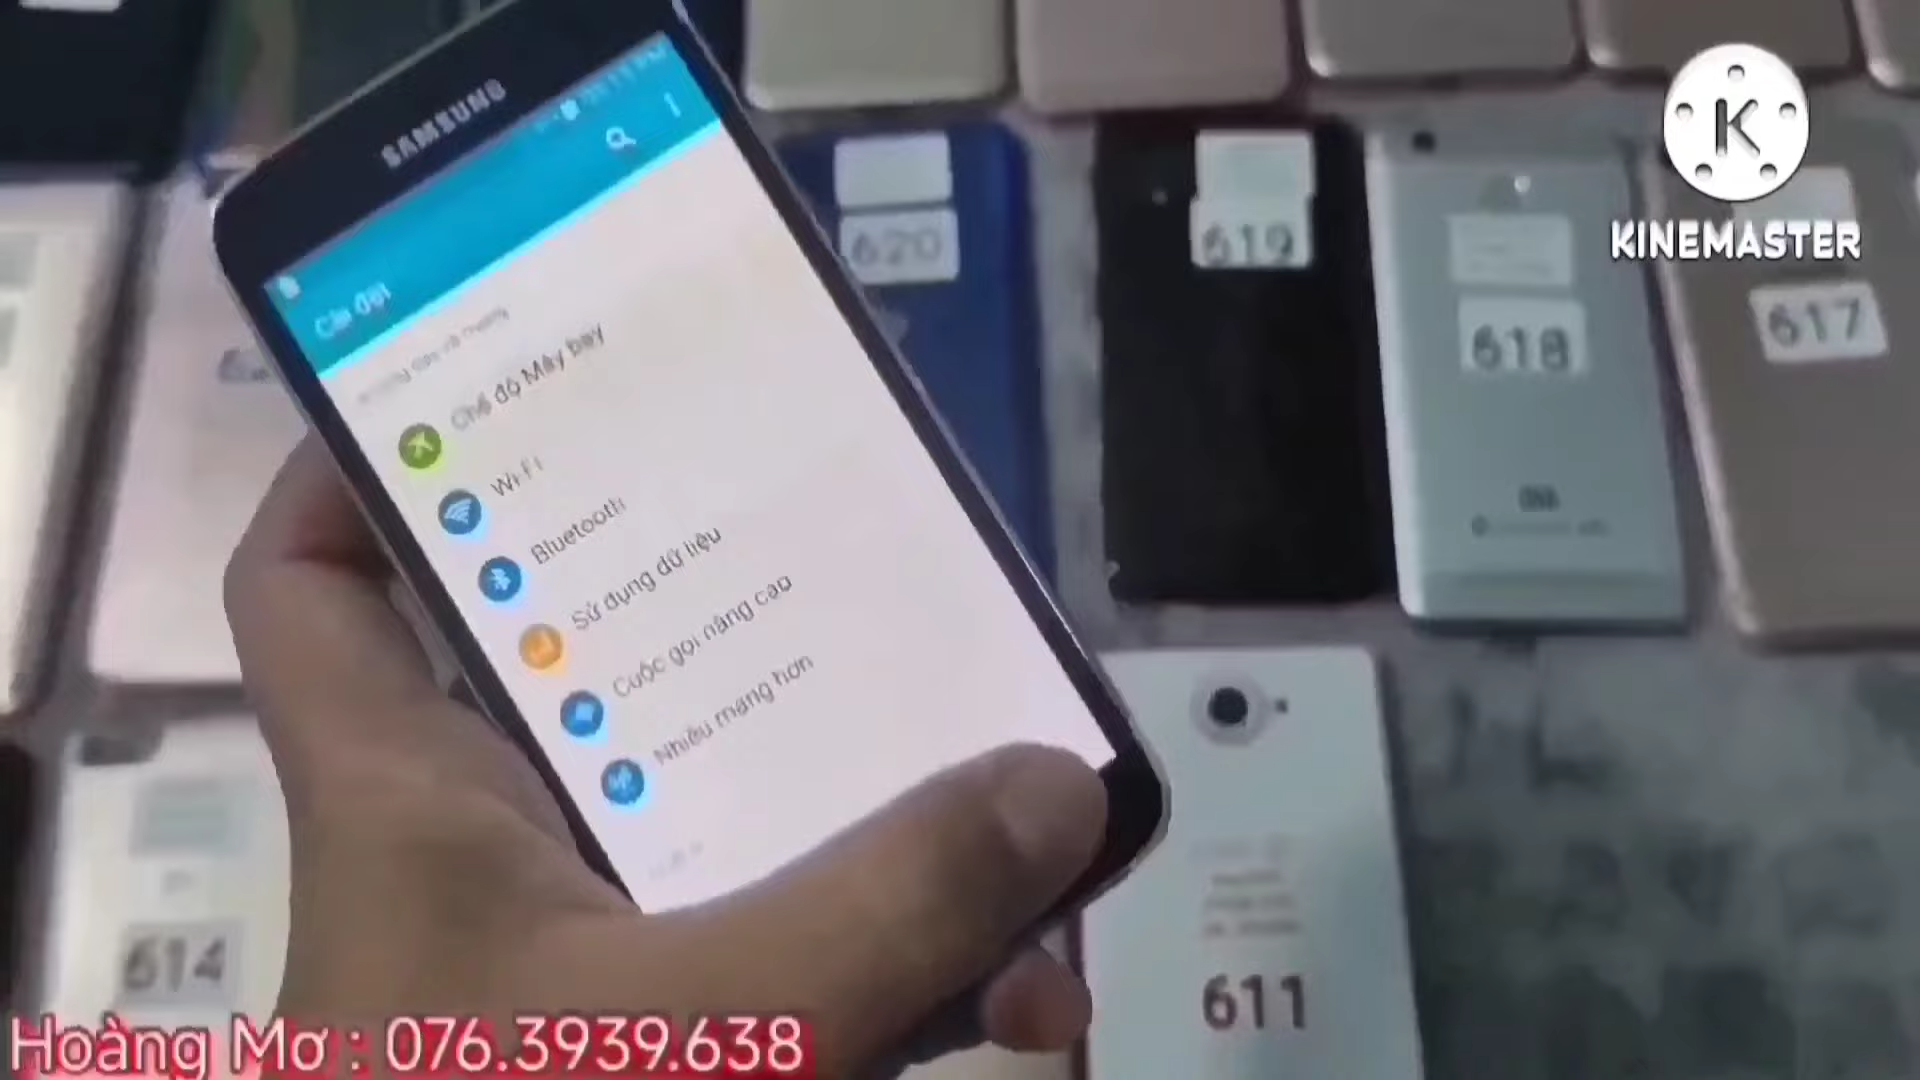 SAMSUNG
Cài đặt
Chế độ Máy bay
Wi-Fi
Bluetooth
Sử dụng dữ liệu
Cuộc gọi nâng cao
Nhiều mạng hơn
620
619
618
617
KINEMASTER
614
611
Hoàng Mơ : 076.3939.638